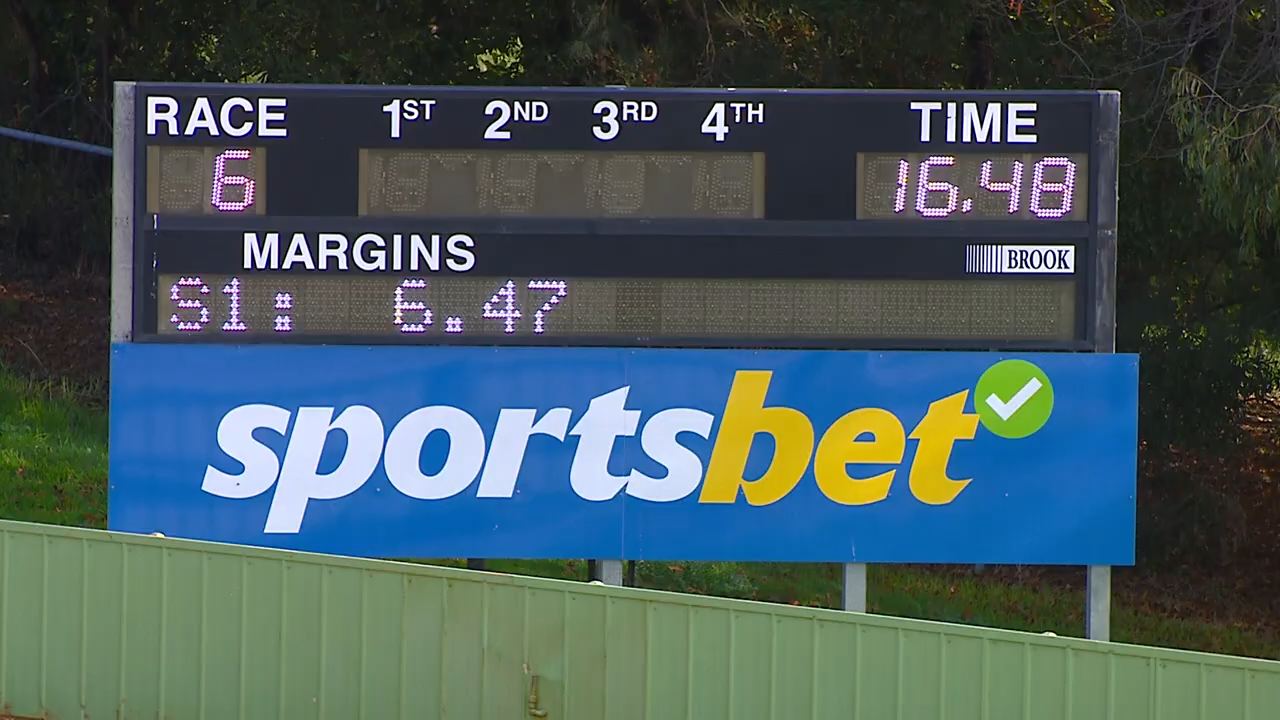 RACE 1ST 2ND 3RD 4TH TIME
6 16.48
MARGINS BROOK
S1: 6.47
sportsbet